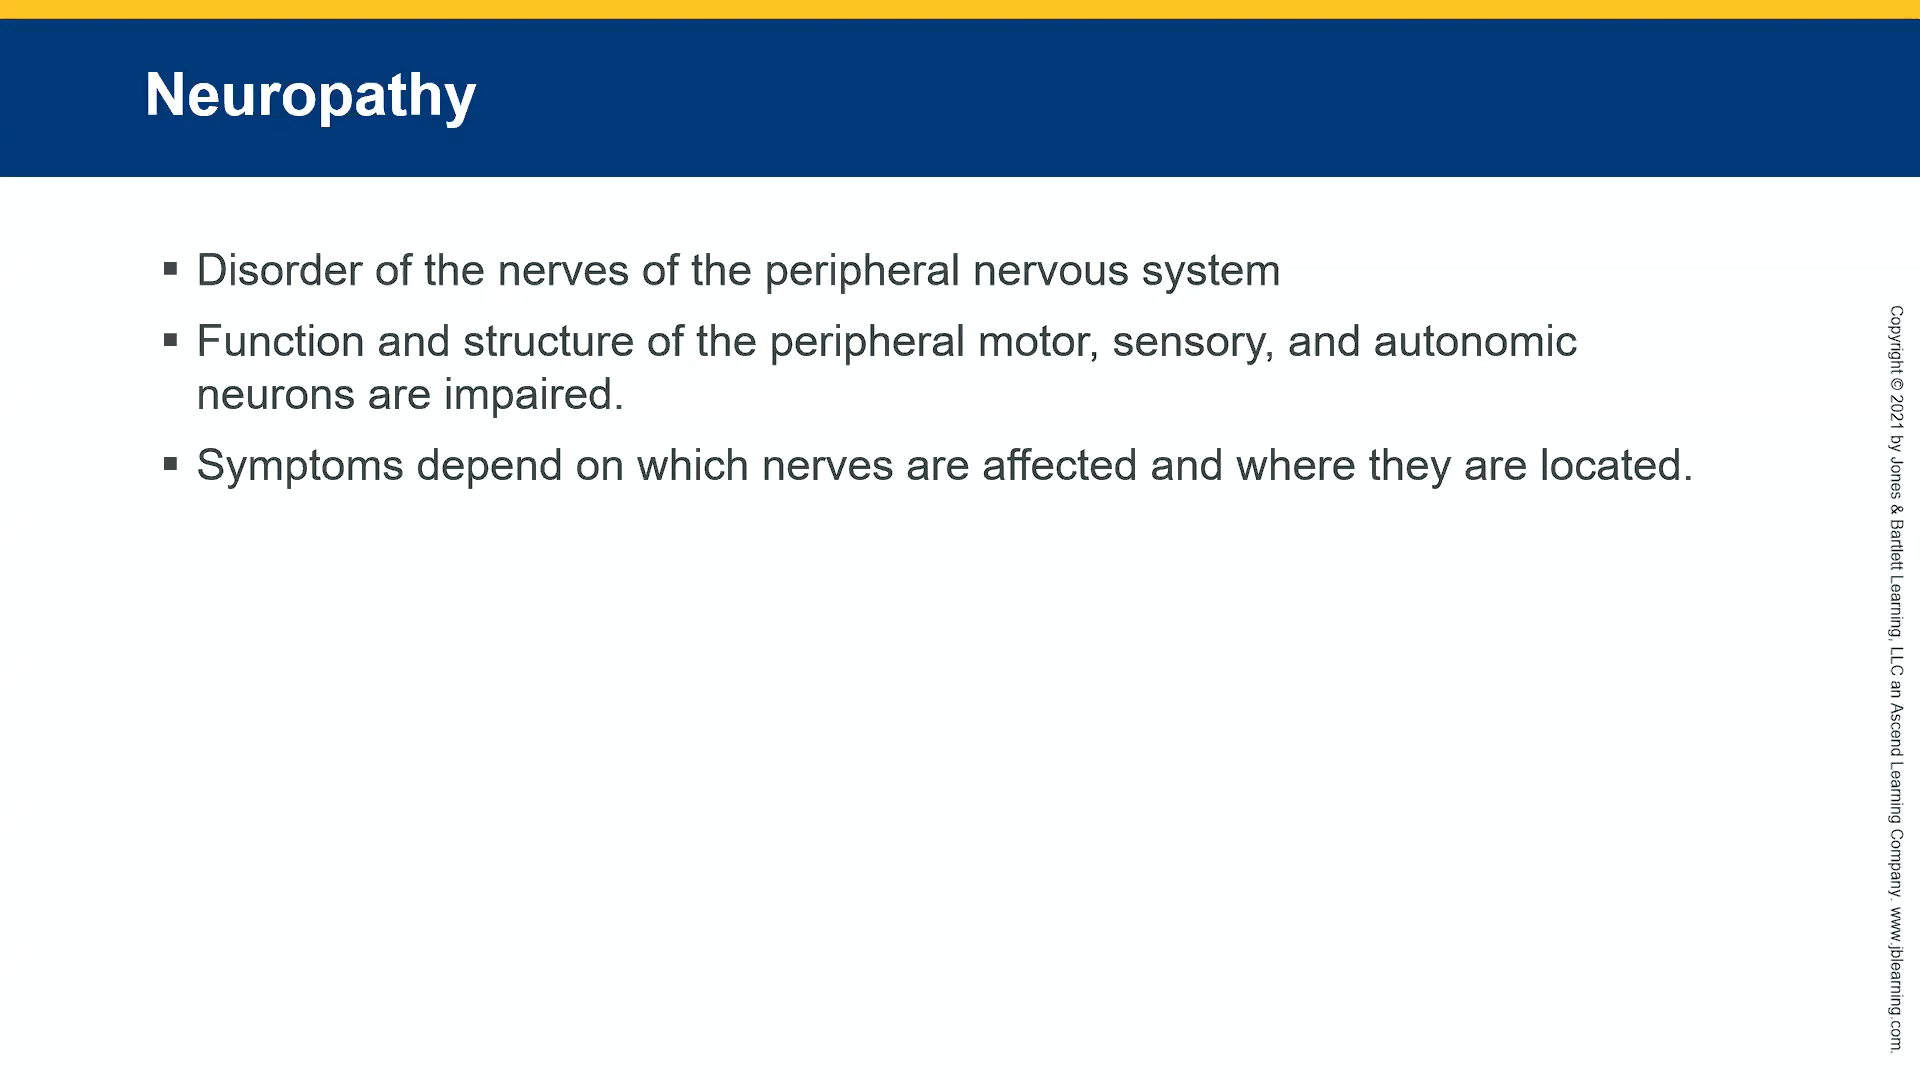 Neuropathy
▪ Disorder of the nerves of the peripheral nervous system
▪ Function and structure of the peripheral motor, sensory, and autonomic
neurons are impaired.
▪ Symptoms depend on which nerves are affected and where they are located.
Copyright © 2021 by Jones & Bartlett Learning, LLC an Ascend Learning Company. www.jblearning.com.